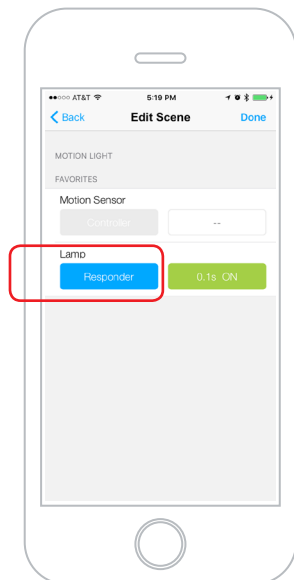 AT&T 5:19 PM
Back Edit Scene Done
MOTION LIGHT
FAVORITES
Motion Sensor
Controller --
Lamp
Responder 0.1s ON